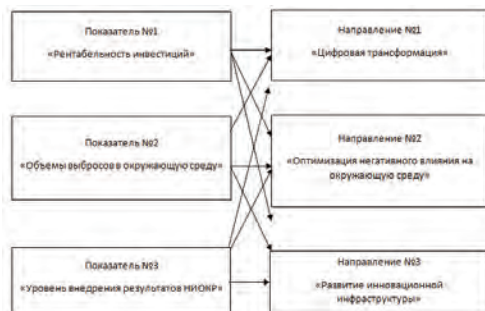 Показатель №1
«Рентабельность инвестиций»
Направление №1
«Цифровая трансформация»
Показатель №2
«Объемы выбросов в окружающую среду»
Направление №2
«Оптимизация негативного влияния на
окружающую среду»
Показатель №3
«Уровень внедрения результатов НИОКР»
Направление №3
«Развитие инновационной
инфраструктуры»